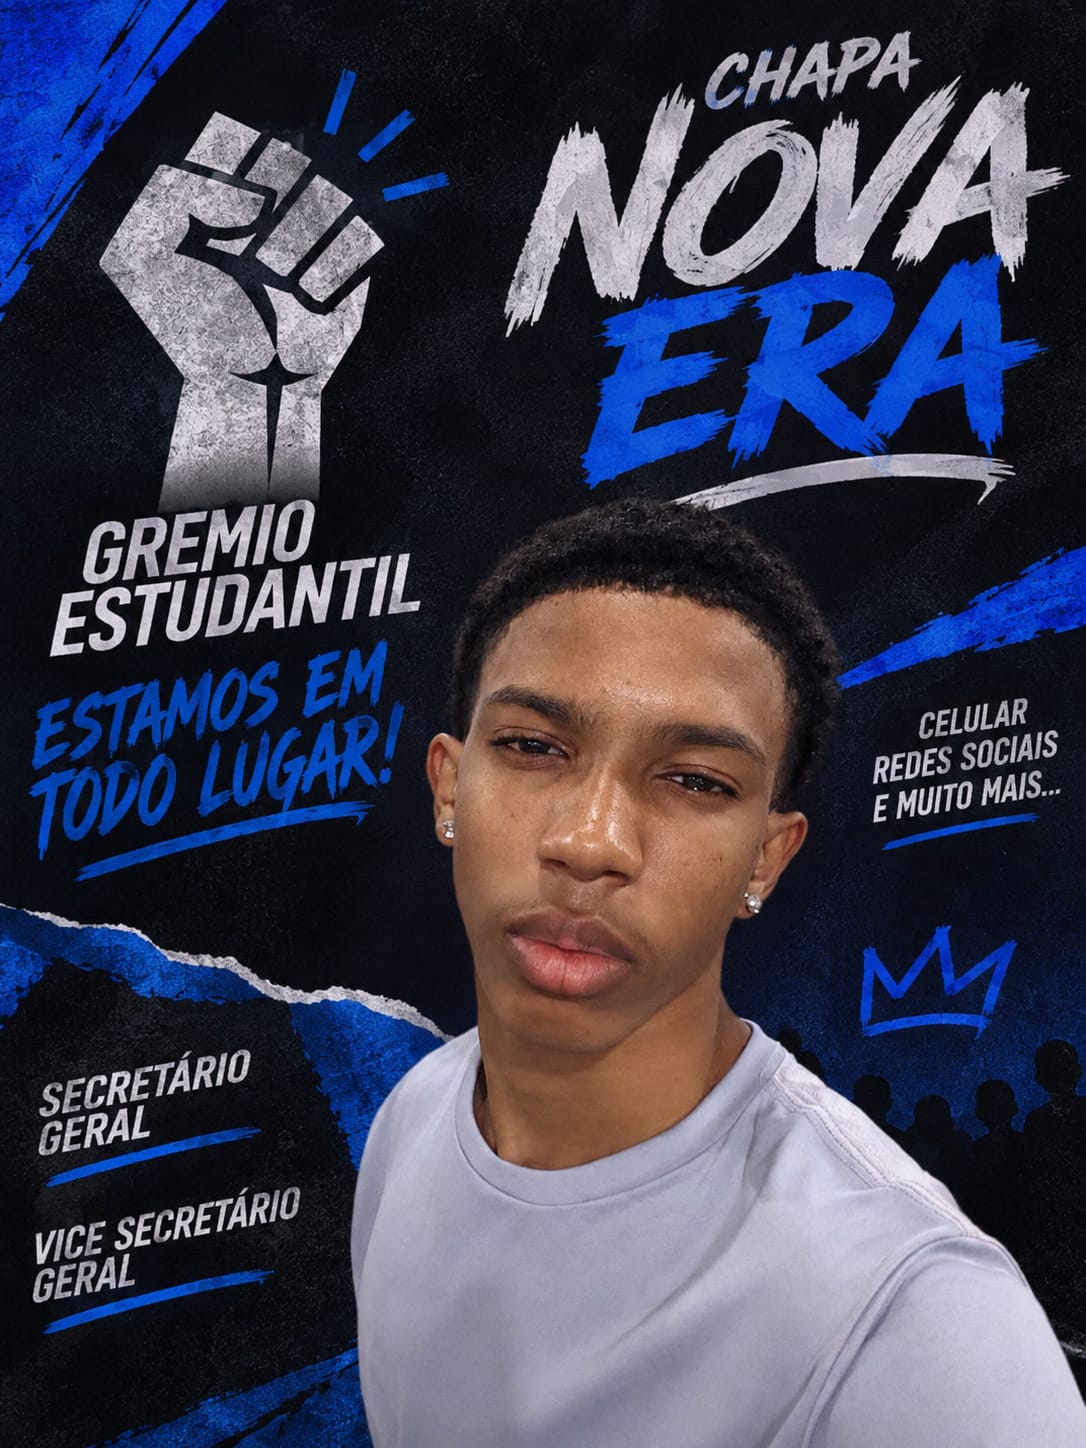 CHAPA
NOVA
ERA
GREMIO
ESTUDANTIL
ESTAMOS EM
TODO LUGAR!
CELULAR
REDES SOCIAIS
E MUITO MAIS...
SECRETÁRIO
GERAL
VICE SECRETÁRIO
GERAL